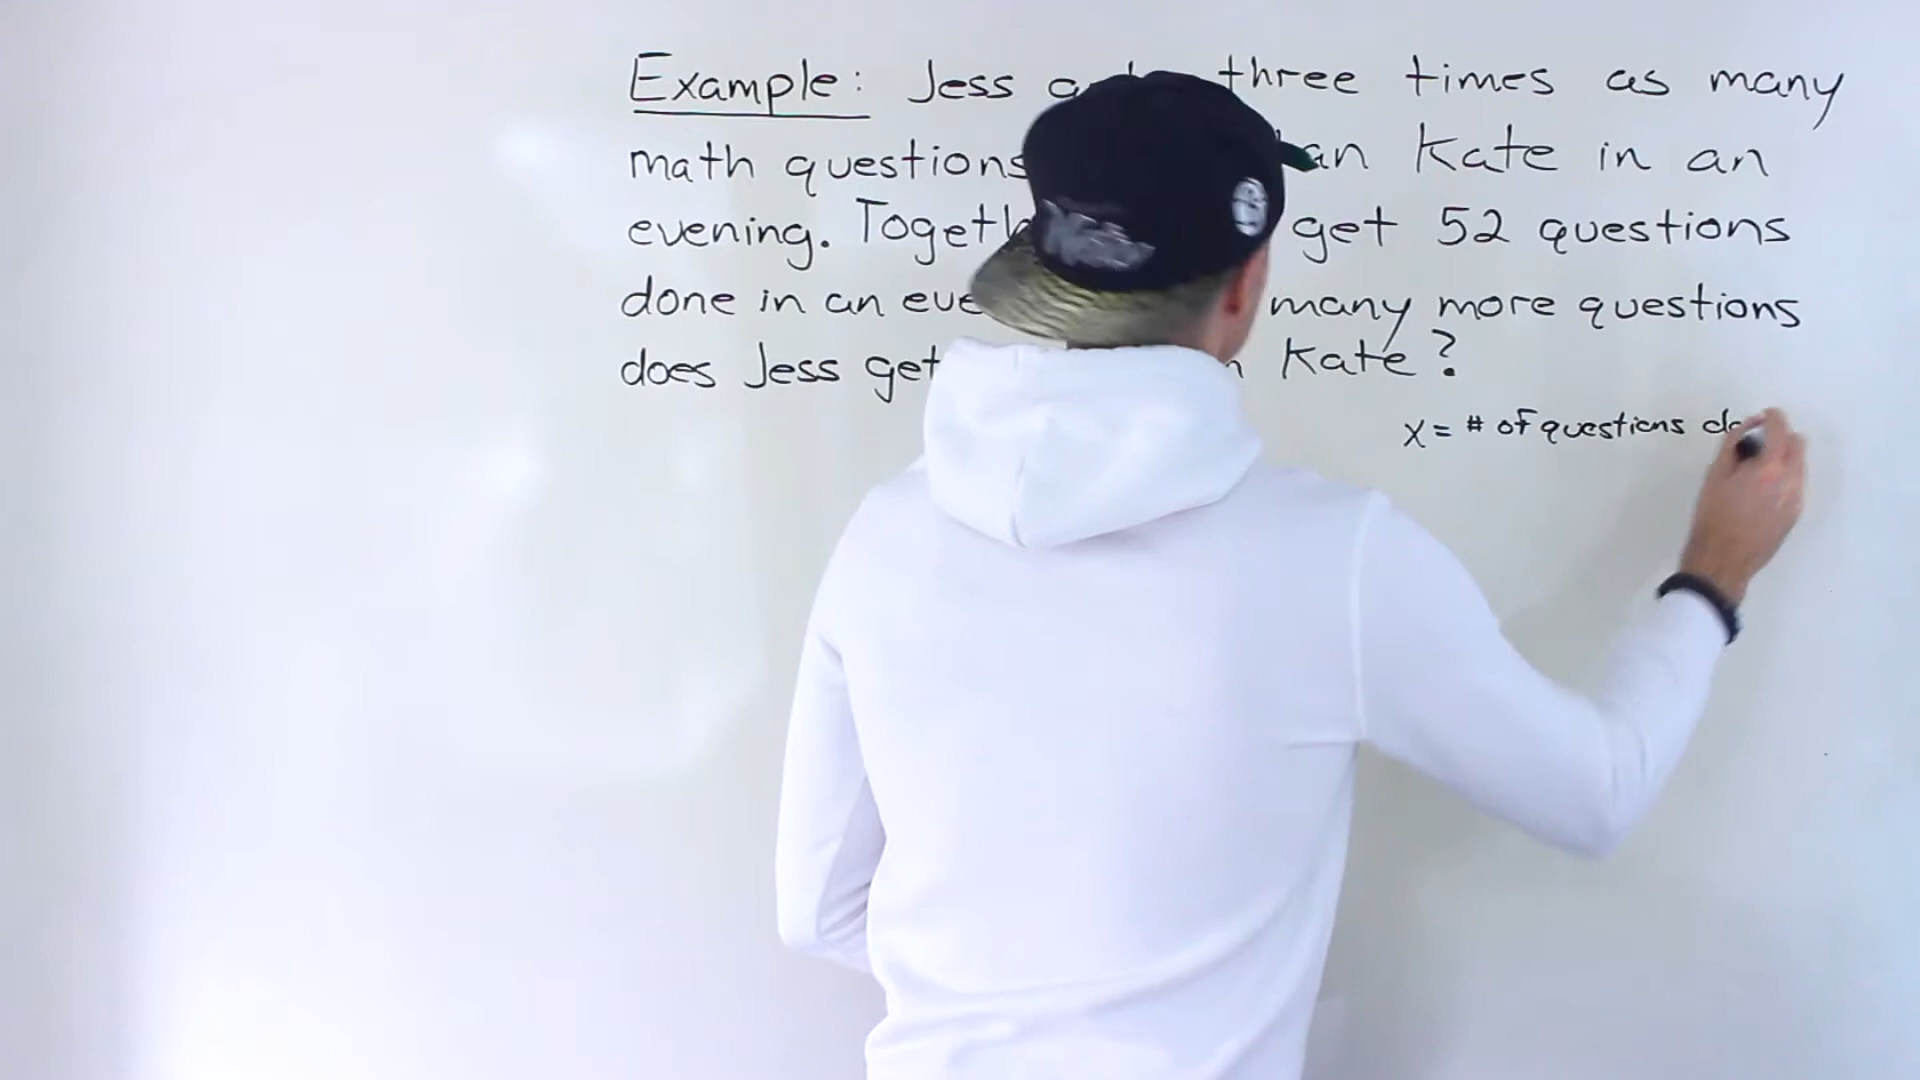 Example: Jess three times as many
math questions Kate in an
evening. get 52 questions
done in an many more questions
does Jess get Kate?
x = # of questions